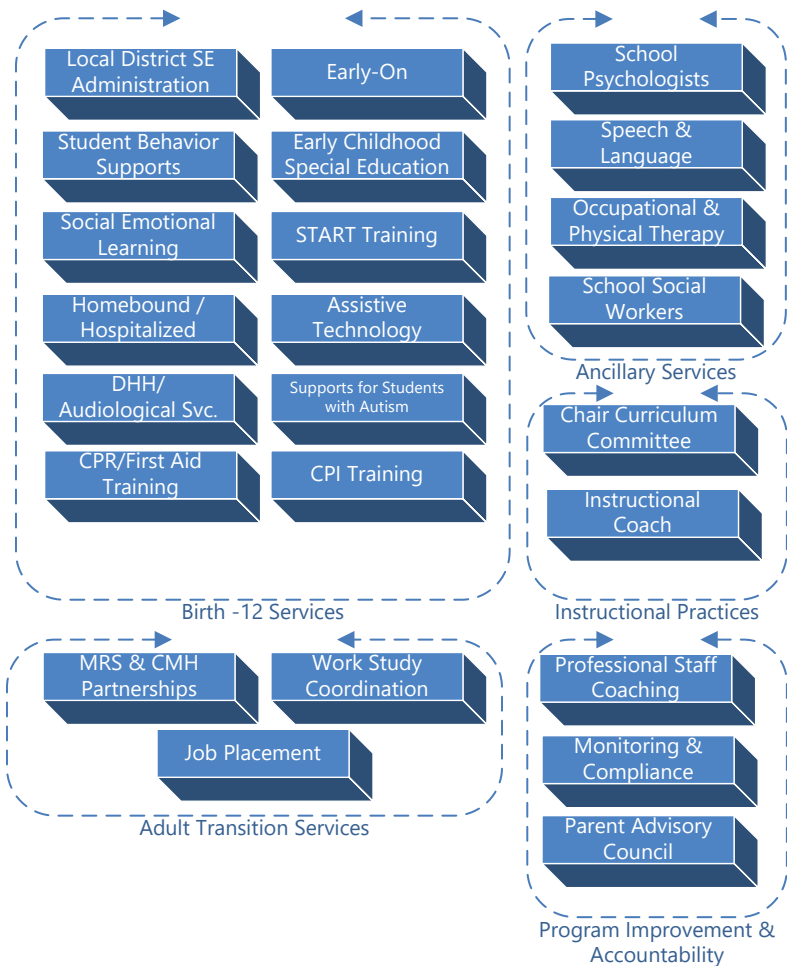 Local District SE
Administration
Early-On
Student Behavior
Supports
Early Childhood
Special Education
Social Emotional
Learning
START Training
Homebound /
Hospitalized
Assistive
Technology
DHH/
Audiological Svc.
Supports for Students
with Autism
CPR/First Aid
Training
CPI Training
Birth -12 Services
School
Psychologists
Speech &
Language
Occupational &
Physical Therapy
School Social
Workers
Ancillary Services
Chair Curriculum
Committee
Instructional
Coach
Instructional Practices
MRS & CMH
Partnerships
Work Study
Coordination
Job Placement
Adult Transition Services
Professional Staff
Coaching
Monitoring &
Compliance
Parent Advisory
Council
Program Improvement &
Accountability